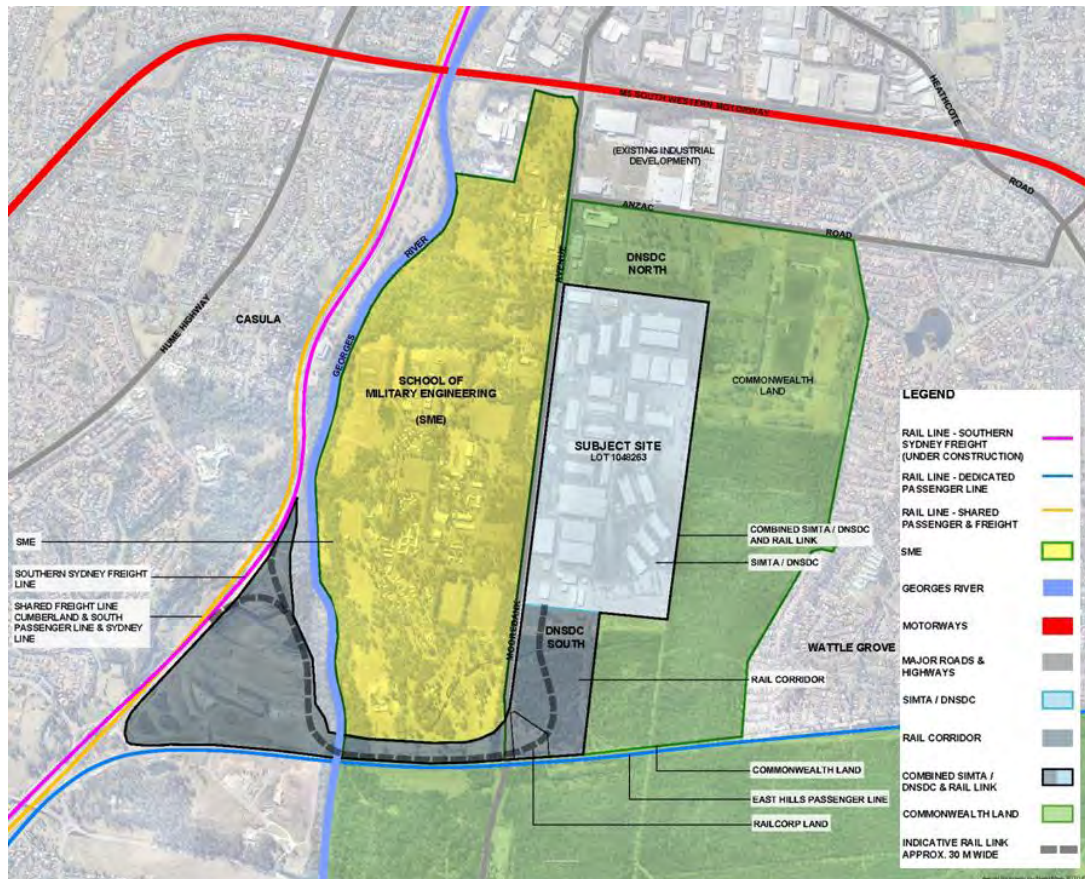 M5 SOUTH WESTERN MOTORWAY
HEATHCOTE
ROAD
(EXISTING INDUSTRIAL
DEVELOPMENT)
ANZAC
ROAD
HUME HIGHWAY
CASULA
GEORGES
RIVER
AVENUE
MOOREBANK
DNSDC
NORTH
SCHOOL OF
MILITARY ENGINEERING
(SME)
COMMONWEALTH
LAND
SUBJECT SITE
LOT 1048263
SME
SOUTHERN SYDNEY FREIGHT
LINE
SHARED FREIGHT LINE
CUMBERLAND & SOUTH
PASSENGER LINE & SYDNEY
LINE
COMBINED SIMTA / DNSDC
AND RAIL LINK
SIMTA / DNSDC
DNSDC
SOUTH
WATTLE GROVE
RAIL CORRIDOR
COMMONWEALTH LAND
EAST HILLS PASSENGER LINE
RAILCORP LAND
LEGEND
RAIL LINE - SOUTHERN
SYDNEY FREIGHT
(UNDER CONSTRUCTION)
RAIL LINE - DEDICATED
PASSENGER LINE
RAIL LINE - SHARED
PASSENGER & FREIGHT
SME
GEORGES RIVER
MOTORWAYS
MAJOR ROADS &
HIGHWAYS
SIMTA / DNSDC
RAIL CORRIDOR
COMBINED SIMTA /
DNSDC & RAIL LINK
COMMONWEALTH LAND
INDICATIVE RAIL LINK
APPROX. 30 M WIDE